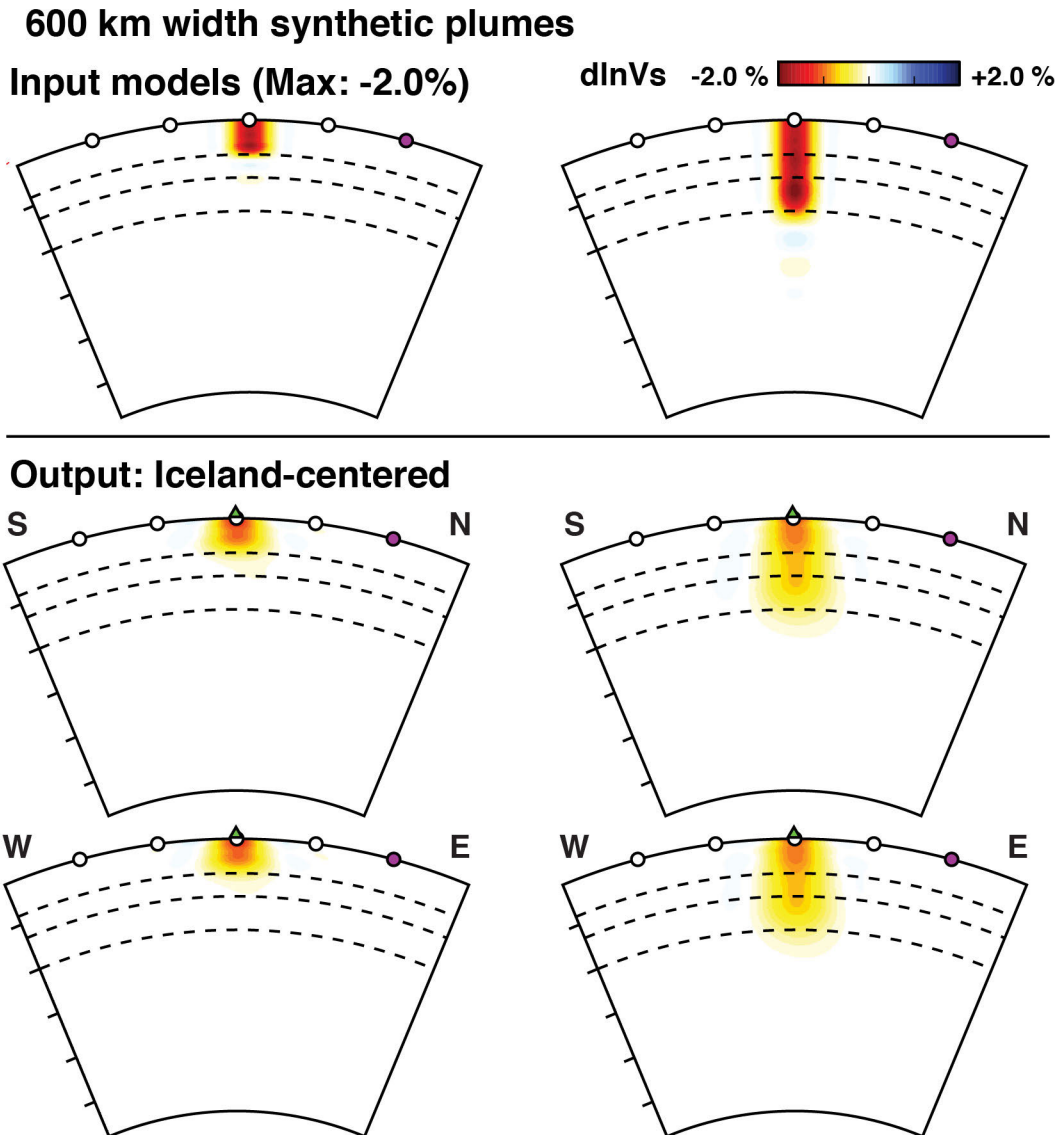 600 km width synthetic plumes
Input models (Max: -2.0%)
dlnVs -2.0 % +2.0 %
Output: Iceland-centered
S N S N
W E W E